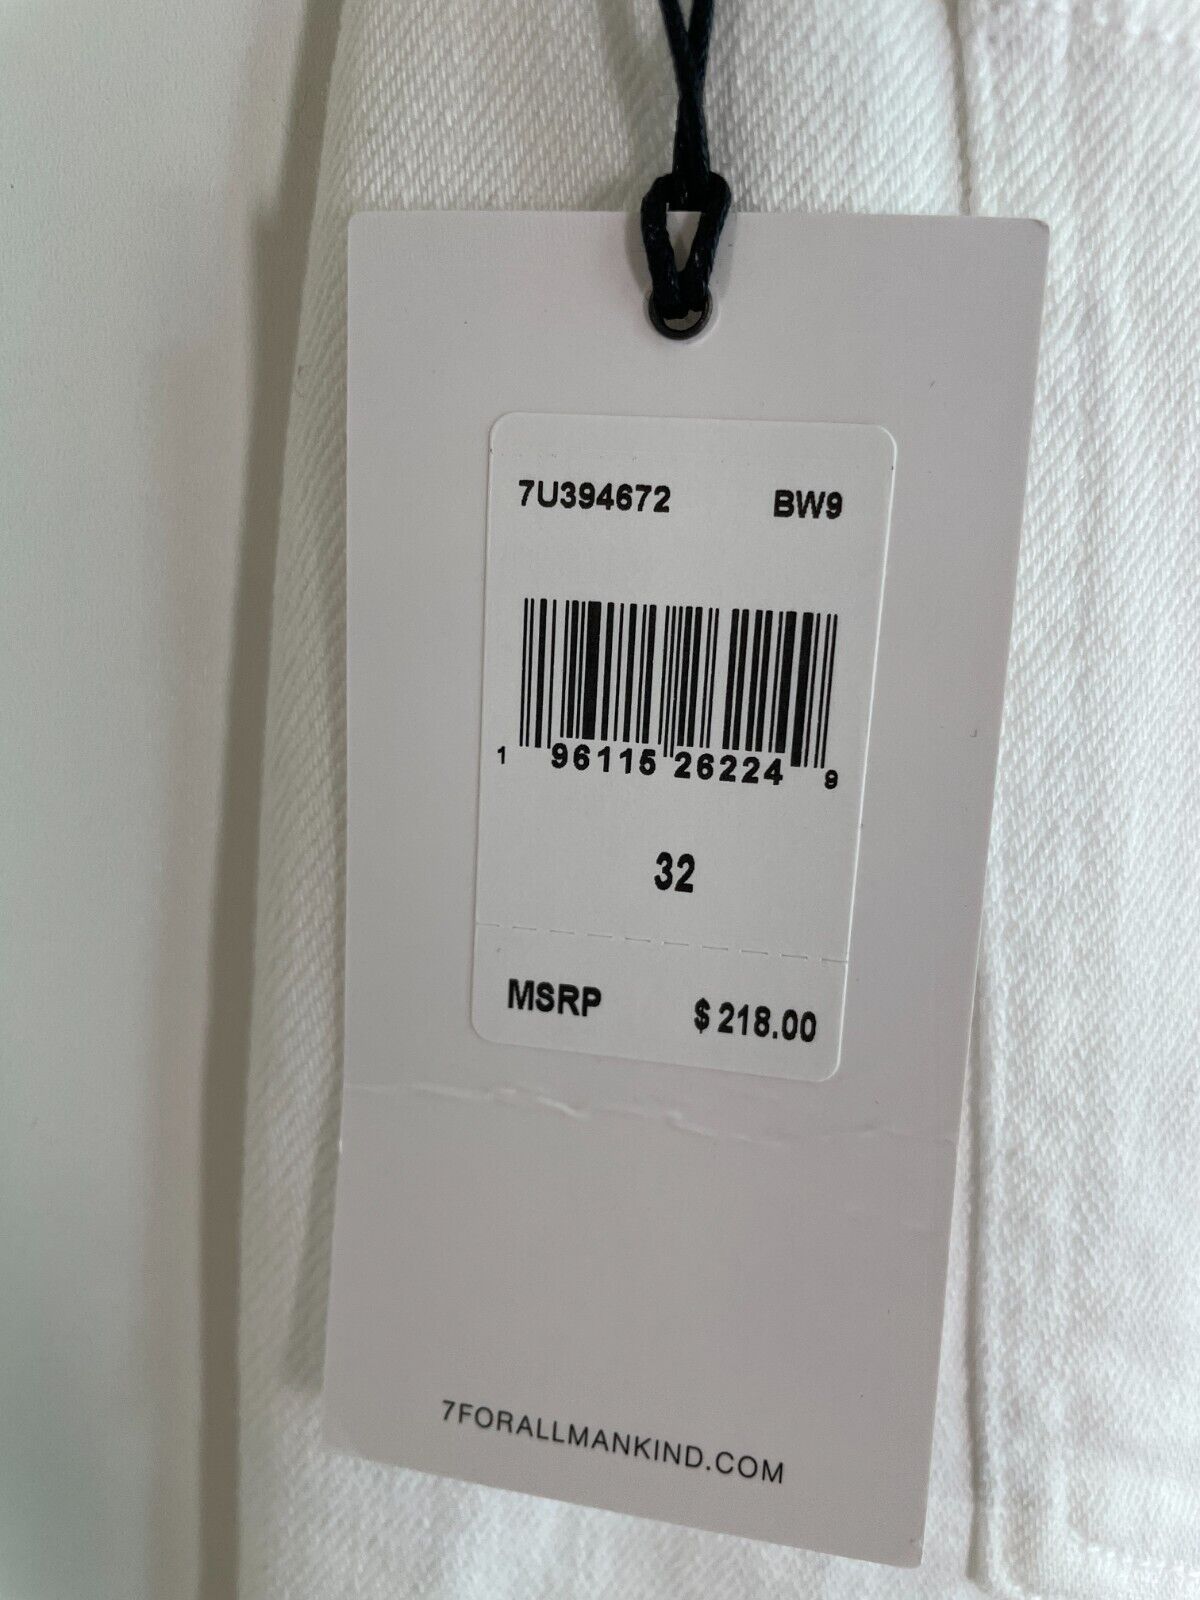 7U394672 BW9
1 96115 26224 9
32
MSRP $ 218.00
7FORALLMANKIND.COM